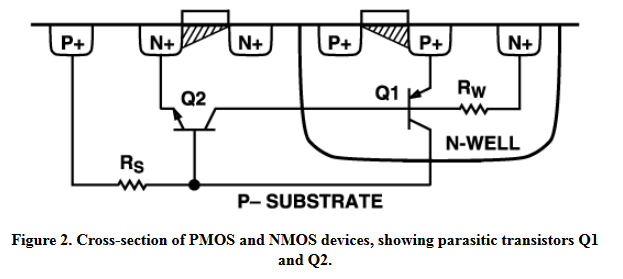 P+ N+ N+ P+ P+ N+
Q2 Q1 RW
N-WELL
RS
P– SUBSTRATE
Figure 2. Cross-section of PMOS and NMOS devices, showing parasitic transistors Q1
and Q2.